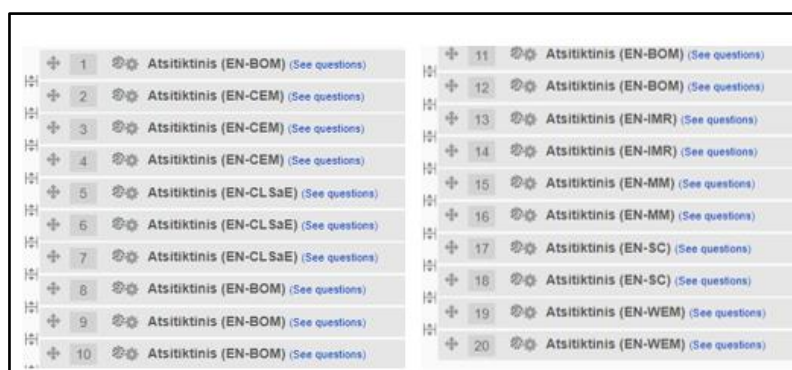 1 Atsitiktinis (EN-BOM) (See questions)
2 Atsitiktinis (EN-CEM) (See questions)
3 Atsitiktinis (EN-CEM) (See questions)
4 Atsitiktinis (EN-CEM) (See questions)
5 Atsitiktinis (EN-CLSaE) (See questions)
6 Atsitiktinis (EN-CLSaE) (See questions)
7 Atsitiktinis (EN-CLSaE) (See questions)
8 Atsitiktinis (EN-BOM) (See questions)
9 Atsitiktinis (EN-BOM) (See questions)
10 Atsitiktinis (EN-BOM) (See questions)
11 Atsitiktinis (EN-BOM) (See questions)
12 Atsitiktinis (EN-BOM) (See questions)
13 Atsitiktinis (EN-IMR) (See questions)
14 Atsitiktinis (EN-IMR) (See questions)
15 Atsitiktinis (EN-MM) (See questions)
16 Atsitiktinis (EN-MM) (See questions)
17 Atsitiktinis (EN-SC) (See questions)
18 Atsitiktinis (EN-SC) (See questions)
19 Atsitiktinis (EN-WEM) (See questions)
20 Atsitiktinis (EN-WEM) (See questions)